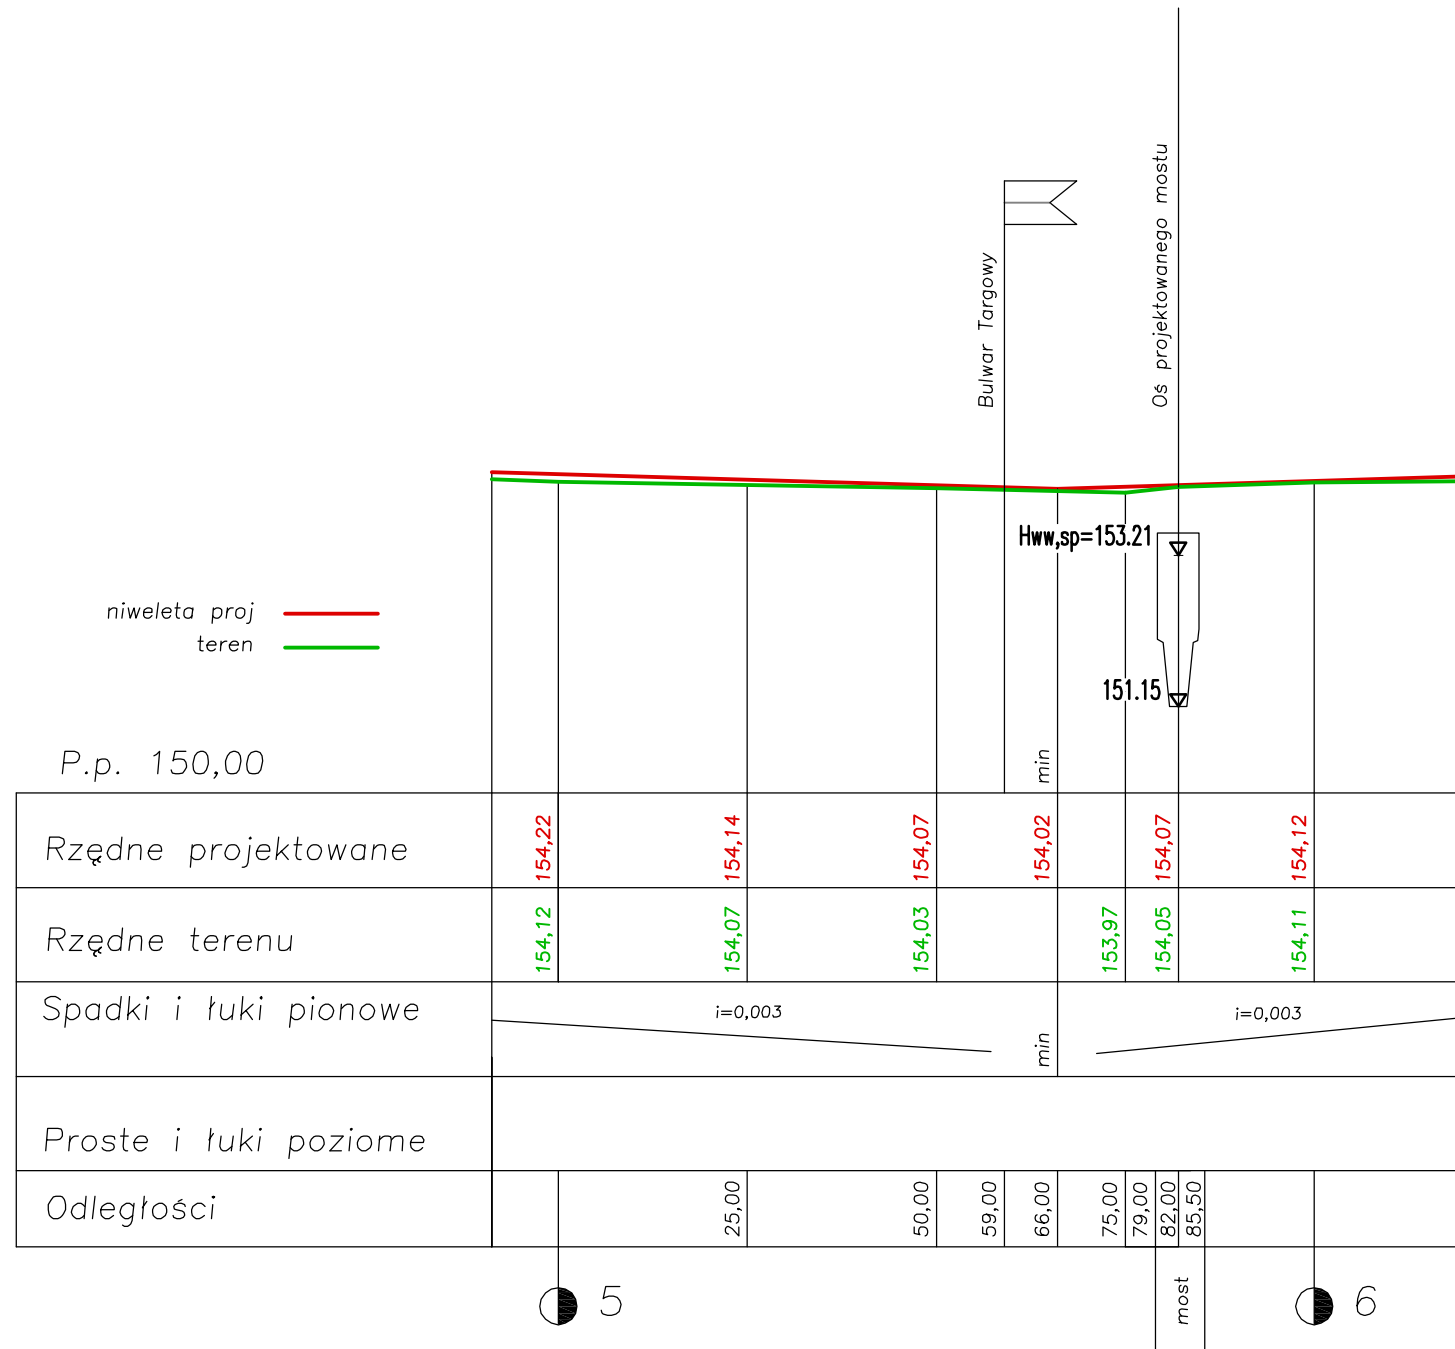 Oś projektowanego mostu
Bulwar Targowy
Hww,sp=153.21
niweleta proj
teren
151.15
P.p. 150,00
min
Rzędne projektowane
154,22
154,14
154,07
154,02
154,07
154,12
Rzędne terenu
154,12
154,07
154,03
153,97
154,05
154,11
Spadki i łuki pionowe
i=0,003
min
i=0,003
Proste i łuki poziome
Odległości
25,00
50,00
59,00
66,00
75,00
79,00
82,00
85,50
5
most
6